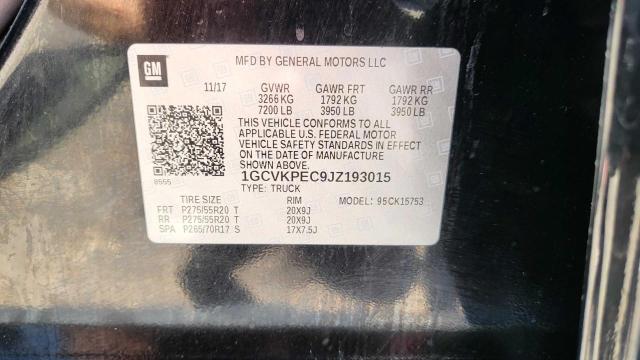 GM
MFD BY GENERAL MOTORS LLC
11/17 GVWR GAWR FRT GAWR RR
3266 KG 1792 KG 1792 KG
7200 LB 3950 LB 3950 LB
THIS VEHICLE CONFORMS TO ALL
APPLICABLE U.S. FEDERAL MOTOR
VEHICLE SAFETY STANDARDS IN EFFECT
ON THE DATE OF MANUFACTURE SHOWN ABOVE.
8555 1GCVKPEC9JZ193015
TYPE: TRUCK
TIRE SIZE RIM MODEL: 95CK15753
FRT P275/55R20 T 20X9J
RR P275/55R20 T 20X9J
SPA P265/70R17 S 17X7.5J